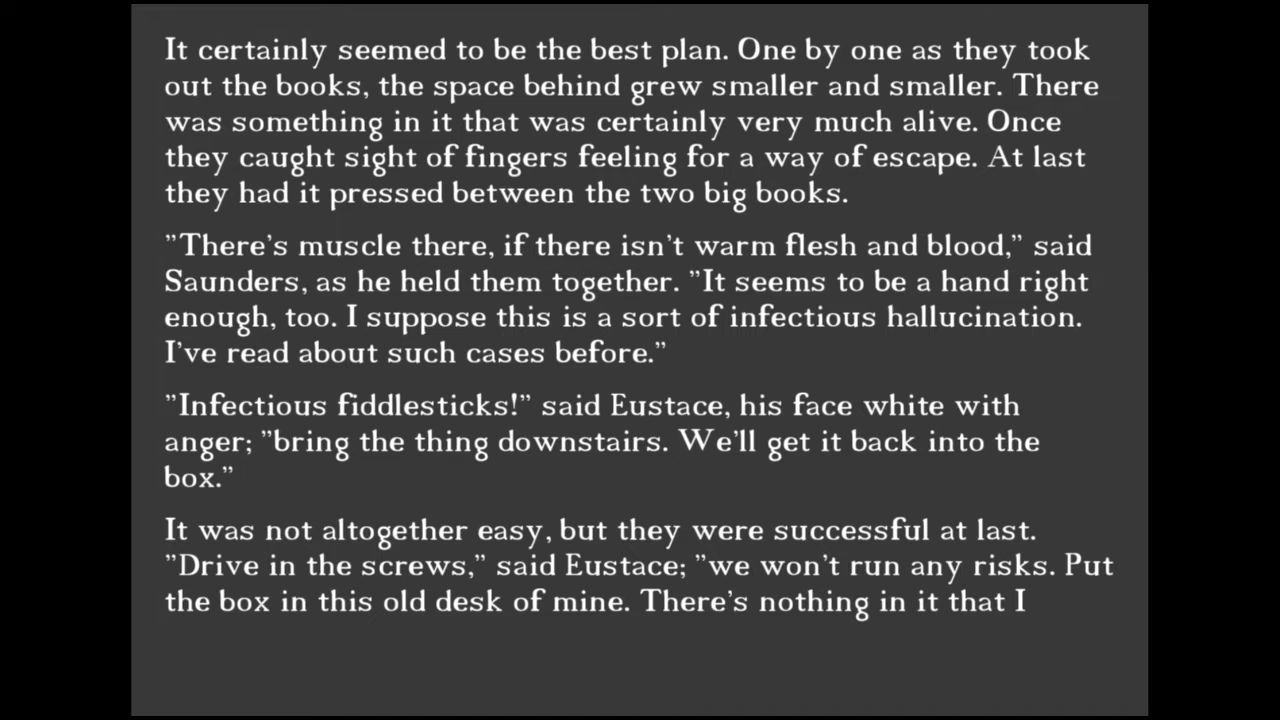 It certainly seemed to be the best plan. One by one as they took
out the books, the space behind grew smaller and smaller. There
was something in it that was certainly very much alive. Once
they caught sight of fingers feeling for a way of escape. At last
they had it pressed between the two big books.
”There’s muscle there, if there isn’t warm flesh and blood,” said
Saunders, as he held them together. ”It seems to be a hand right
enough, too. I suppose this is a sort of infectious hallucination.
I’ve read about such cases before.”
”Infectious fiddlesticks!” said Eustace, his face white with
anger; ”bring the thing downstairs. We’ll get it back into the
box.”
It was not altogether easy, but they were successful at last.
”Drive in the screws,” said Eustace; ”we won’t run any risks. Put
the box in this old desk of mine. There’s nothing in it that I